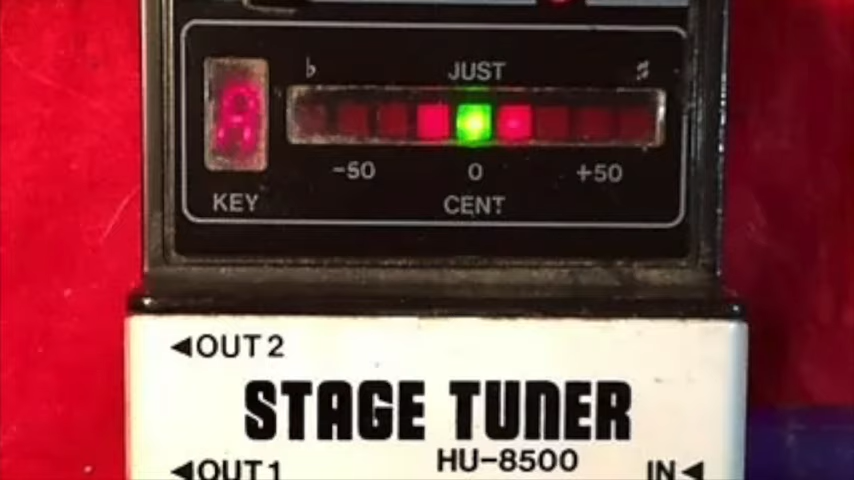 ♭ JUST ♯
A
-50 0 +50
KEY CENT
◀OUT 2
STAGE TUNER
HU-8500
◀OUT 1 IN◀